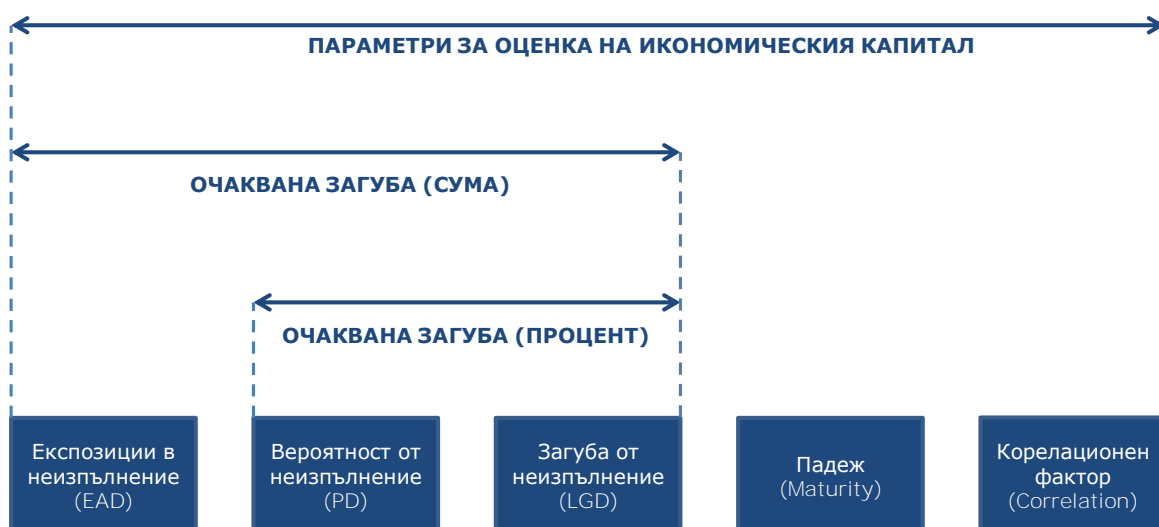 ПАРАМЕТРИ ЗА ОЦЕНКА НА ИКОНОМИЧЕСКИЯ КАПИТАЛ
ОЧАКВАНА ЗАГУБА (СУМА)
ОЧАКВАНА ЗАГУБА (ПРОЦЕНТ)
Експозиции в
неизпълнение
(EAD)
Вероятност от
неизпълнение
(PD)
Загуба от
неизпълнение
(LGD)
Падеж
(Maturity)
Корелационен
фактор
(Correlation)